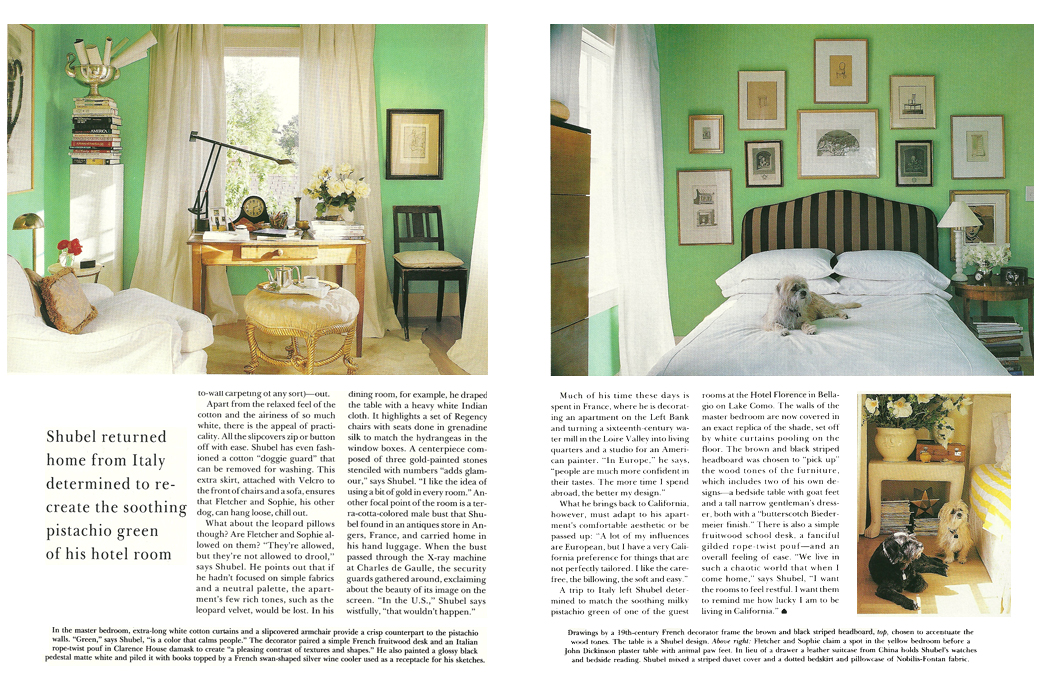 AMERICA
Shubel returned
home from Italy
determined to re-
create the soothing
pistachio green
of his hotel room
to-wall carpeting of any sort)—out.
Apart from the relaxed feel of the
cotton and the airiness of so much
white, there is the appeal of practi-
cality. All the slipcovers zip or button
off with ease. Shubel has even fash-
ioned a cotton “doggie guard” that
can be removed for washing. This
extra skirt, attached with Velcro to
the front of chairs and a sofa, ensures
that Fletcher and Sophie, his other
dog, can hang loose, chill out.
What about the leopard pillows
though? Are Fletcher and Sophie al-
lowed on them? “They're allowed,
but they're not allowed to drool,”
says Shubel. He points out that if
he hadn't focused on simple fabrics
and a neutral palette, the apart-
ment's few rich tones, such as the
leopard velvet, would be lost. In his
dining room, for example, he draped
the table with a heavy white Indian
cloth. It highlights a set of Regency
chairs with seats done in grenadine
silk to match the hydrangeas in the
window boxes. A centerpiece com-
posed of three gold-painted stones
stenciled with numbers “adds glam-
our,” says Shubel. “I like the idea of
using a bit of gold in every room.” An-
other focal point of the room is a ter-
ra-cotta-colored male bust that Shu-
bel found in an antiques store in An-
gers, France, and carried home in
his hand luggage. When the bust
passed through the X-ray machine
at Charles de Gaulle, the security
guards gathered around, exclaiming
about the beauty of its image on the
screen. “In the U.S.,” Shubel says
wistfully, “that wouldn't happen.”
In the master bedroom, extra-long white cotton curtains and a slipcovered armchair provide a crisp counterpart to the pistachio
walls. “Green,” says Shubel, “is a color that calms people.” The decorator paired a simple French fruitwood desk and an Italian
rope-twist pouf in Clarence House damask to create “a pleasing contrast of textures and shapes.” He also painted a glossy black
pedestal matte white and piled it with books topped by a French swan-shaped silver wine cooler used as a receptacle for his sketches.
Much of his time these days is
spent in France, where he is decorat-
ing an apartment on the Left Bank
and turning a sixteenth-century wa-
ter mill in the Loire Valley into living
quarters and a studio for an Ameri-
can painter. “In Europe,” he says,
“people are much more confident in
their tastes. The more time I spend
abroad, the better my design.”
What he brings back to California,
however, must adapt to his apart-
ment's comfortable aesthetic or be
passed up: “A lot of my influences
are European, but I have a very Cali-
fornia preference for things that are
not perfectly tailored. I like the care-
free, the billowing, the soft and easy.”
A trip to Italy left Shubel deter-
mined to match the soothing milky
pistachio green of one of the guest
rooms at the Hotel Florence in Bella-
gio on Lake Como. The walls of the
master bedroom are now covered in
an exact replica of the shade, set off
by white curtains pooling on the
floor. The brown and black striped
headboard was chosen to “pick up”
the wood tones of the furniture,
which includes two of his own de-
signs—a bedside table with goat feet
and a tall narrow gentleman's dress-
er, both with a “butterscotch Bieder-
meier finish.” There is also a simple
fruitwood school desk, a fanciful
gilded rope-twist pouf—and an
overall feeling of ease. “We live in
such a chaotic world that when I
come home,” says Shubel, “I want
the rooms to feel restful. I want them
to remind me how lucky I am to be
living in California.”
Drawings by a 19th-century French decorator frame the brown and black striped headboard, top, chosen to accentuate the
wood tones. The table is a Shubel design. Above right: Fletcher and Sophie claim a spot in the yellow bedroom before a
John Dickinson plaster table with animal paw feet. In lieu of a drawer a leather suitcase from China holds Shubel's watches
and bedside reading. Shubel mixed a striped duvet cover and a dotted bedskirt and pillowcase of Nobilis-Fontan fabric.